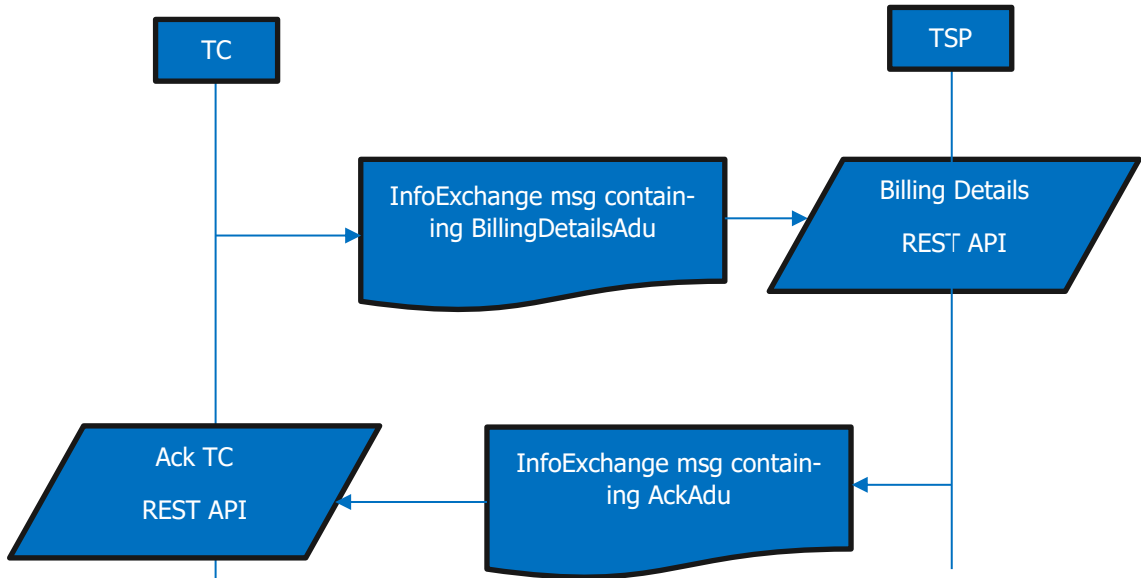 TC
TSP
InfoExchange msg contain-
ing BillingDetailsAdu
Billing Details
REST API
Ack TC
REST API
InfoExchange msg contain-
ing AckAdu